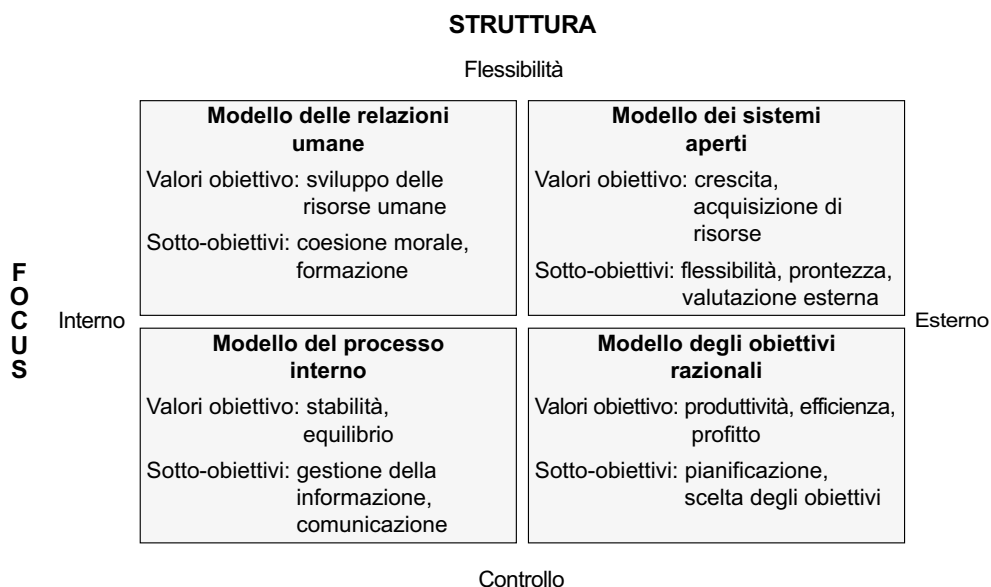 STRUTTURA
Flessibilità
Modello delle relazioni
umane
Valori obiettivo: sviluppo delle
risorse umane
Sotto-obiettivi: coesione morale,
formazione
Modello dei sistemi
aperti
Valori obiettivo: crescita,
acquisizione di
risorse
Sotto-obiettivi: flessibilità, prontezza,
valutazione esterna
FOCUS
Interno
Esterno
Modello del processo
interno
Valori obiettivo: stabilità,
equilibrio
Sotto-obiettivi: gestione della
informazione,
comunicazione
Modello degli obiettivi
razionali
Valori obiettivo: produttività, efficienza,
profitto
Sotto-obiettivi: pianificazione,
scelta degli obiettivi
Controllo